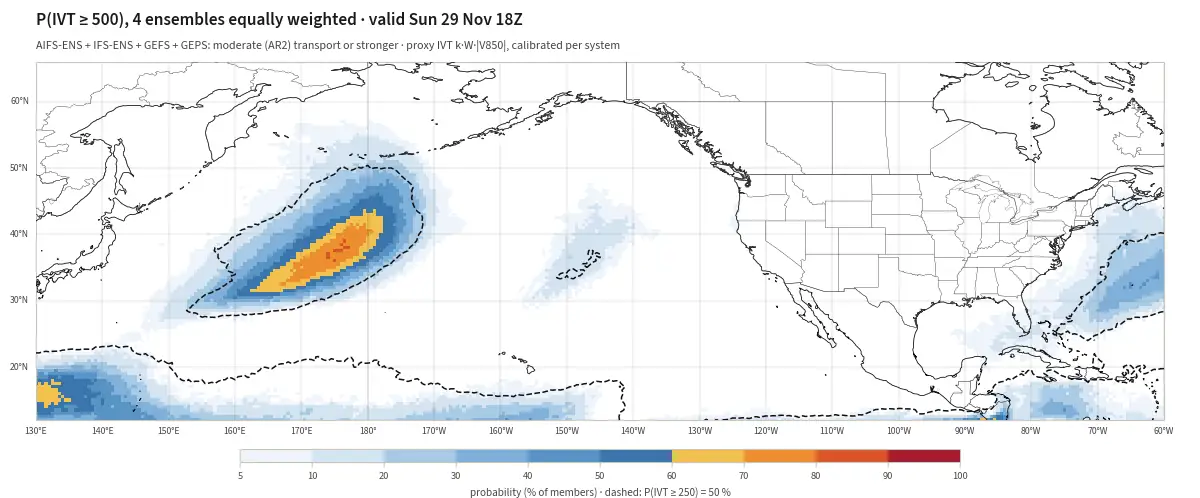 P(IVT ≥ 500), 4 ensembles equally weighted · valid Sun 29 Nov 18Z
AIFS-ENS + IFS-ENS + GEFS + GEPS: moderate (AR2) transport or stronger · proxy IVT k·W·|V850|, calibrated per system
60°N
50°N
40°N
30°N
20°N
130°E 140°E 150°E 160°E 170°E 180° 170°W 160°W 150°W 140°W 130°W 120°W 110°W 100°W 90°W 80°W 70°W 60°W
5 10 20 30 40 50 60 70 80 90 100
probability (% of members) · dashed: P(IVT ≥ 250) = 50 %